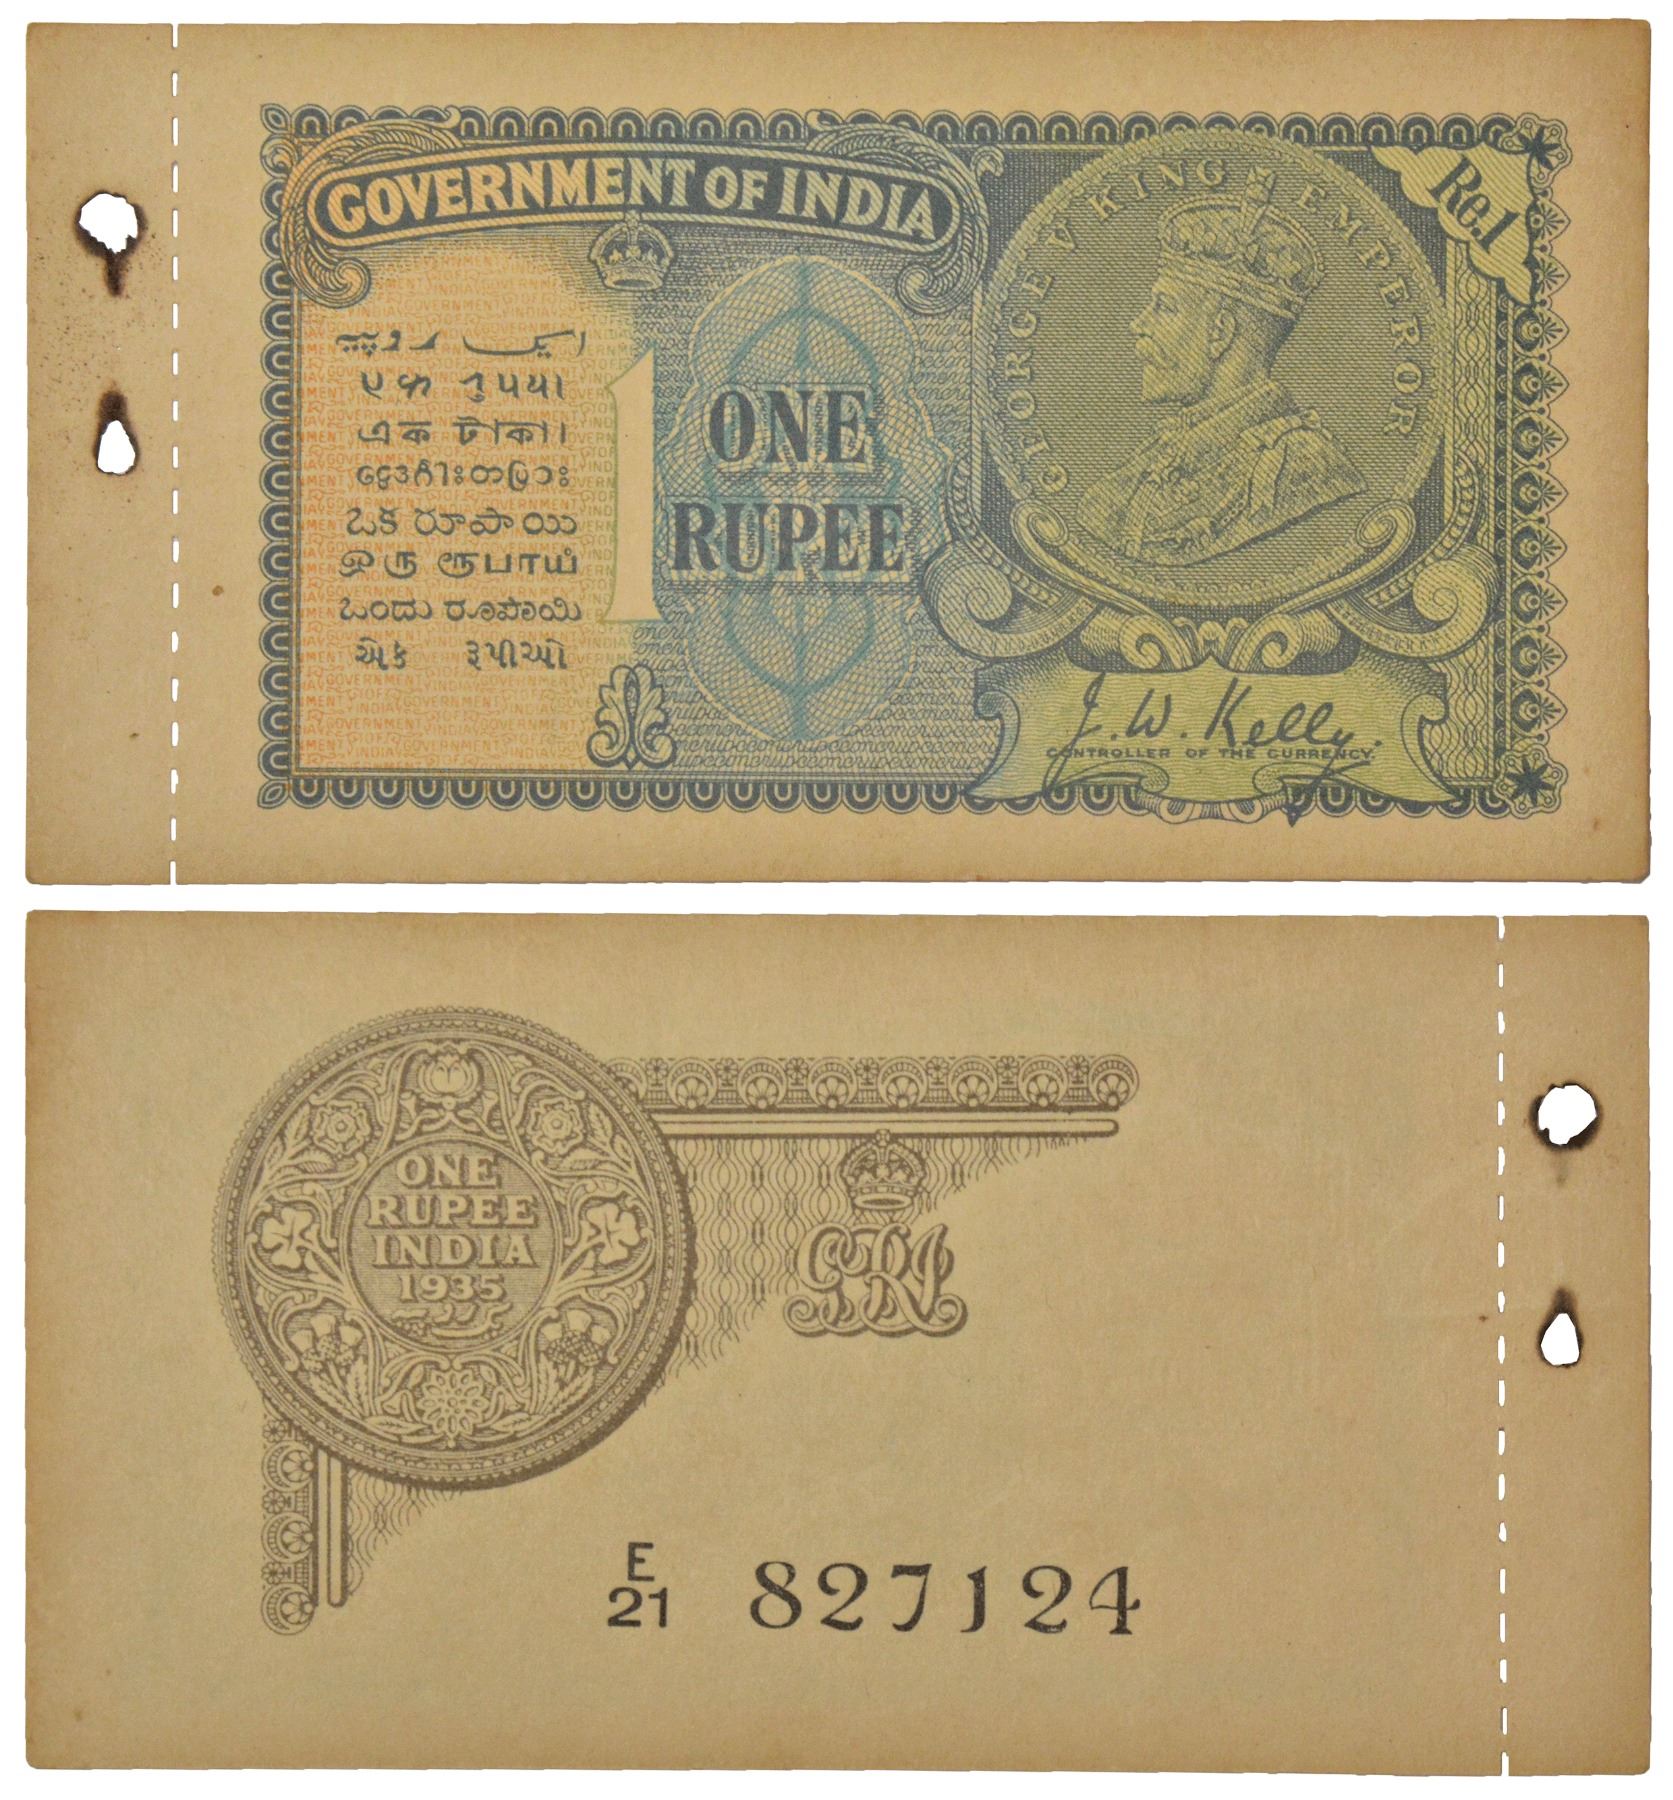 GOVERNMENT OF INDIA
GEORGE V KING EMPEROR
Re.1
ایک روپیہ
एक रुपया
এক টাকা।
ဒွေဒင်္ဂါးတပြား
ఒక రూపాయి
ஒரு ரூபாய்
ಒಂದು ರೂಪಾಯಿ
એક રૂપીઓ
1
ONE
RUPEE
J. W. Kelly.
CONTROLLER OF THE CURRENCY.
ONE
RUPEE
INDIA
1935
GRI
E
21 827124